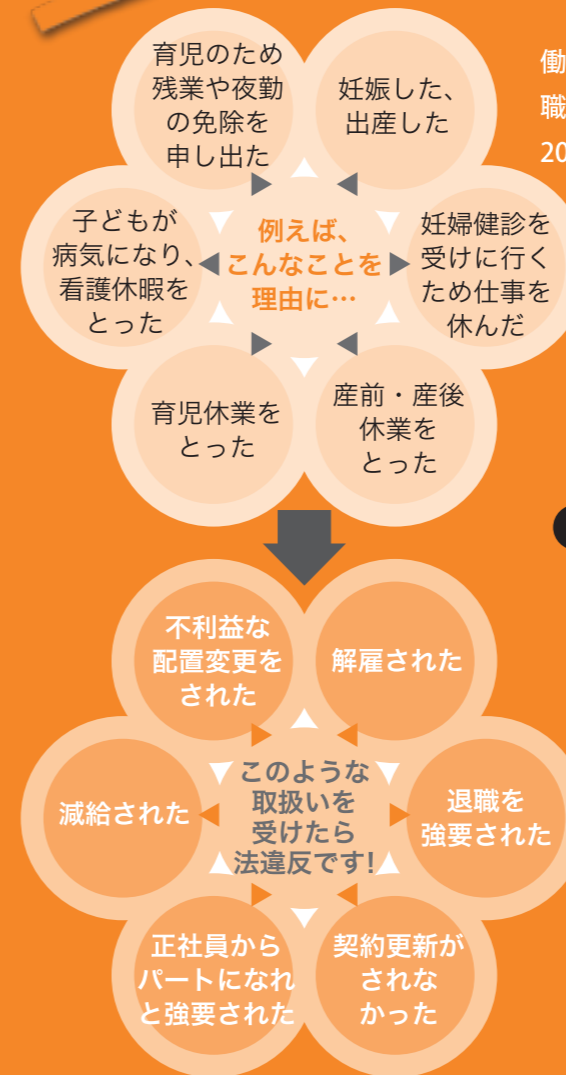 育児のため
残業や夜勤
の免除を
申し出た
妊娠した、
出産した
働
職
20
子どもが
病気になり、
看護休暇を
とった
例えば、
こんなことを
理由に…
妊婦健診を
受けに行く
ため仕事を
休んだ
育児休業を
とった
産前・産後
休業を
とった
不利益な
配置変更を
された
解雇された
減給された
このような
取扱いを
受けたら
法違反です!
退職を
強要された
正社員から
パートになれ
と強要された
契約更新が
されな
かった